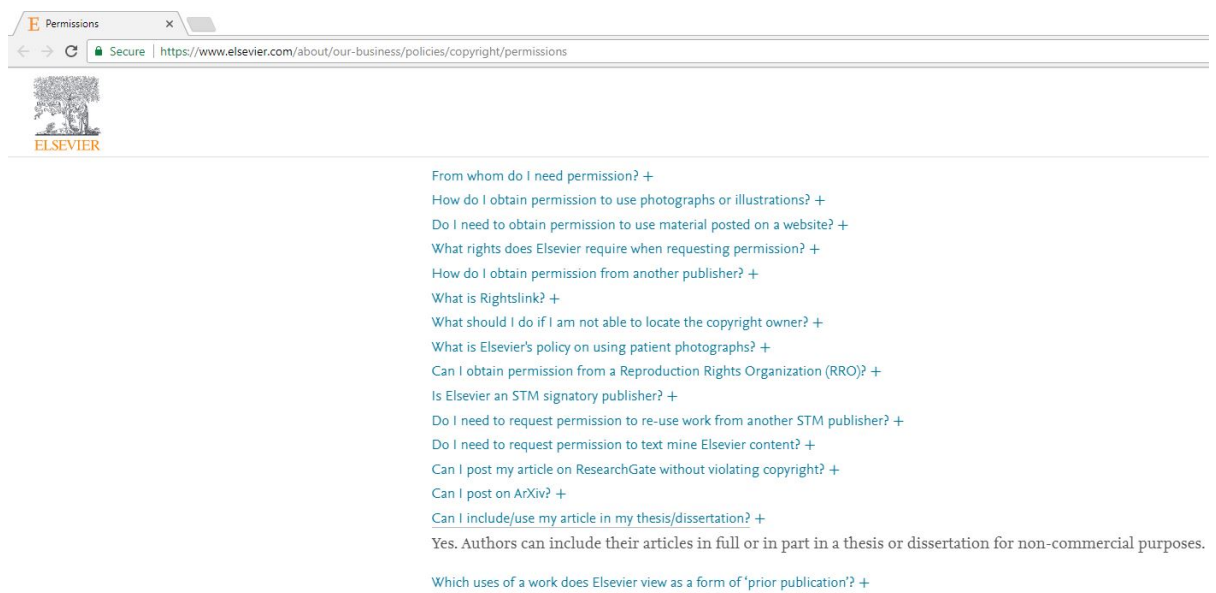 Permissions
Secure | https://www.elsevier.com/about/our-business/policies/copyright/permissions
ELSEVIER
From whom do I need permission? +
How do I obtain permission to use photographs or illustrations? +
Do I need to obtain permission to use material posted on a website? +
What rights does Elsevier require when requesting permission? +
How do I obtain permission from another publisher? +
What is Rightslink? +
What should I do if I am not able to locate the copyright owner? +
What is Elsevier's policy on using patient photographs? +
Can I obtain permission from a Reproduction Rights Organization (RRO)? +
Is Elsevier an STM signatory publisher? +
Do I need to request permission to re-use work from another STM publisher? +
Do I need to request permission to text mine Elsevier content? +
Can I post my article on ResearchGate without violating copyright? +
Can I post on ArXiv? +
Can I include/use my article in my thesis/dissertation? +
Yes. Authors can include their articles in full or in part in a thesis or dissertation for non-commercial purposes.
Which uses of a work does Elsevier view as a form of ‘prior publication’? +